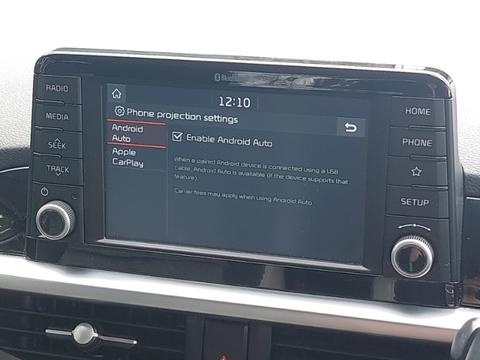 Bluetooth
RADIO
MEDIA
SEEK
TRACK
12:10
Phone projection settings
Android
Auto
Apple
CarPlay
Enable Android Auto
When a paired Android device is connected using a USB
cable, Android Auto is available (if the device supports that
feature).
Carrier fees may apply when using Android Auto.
HOME
PHONE
SETUP